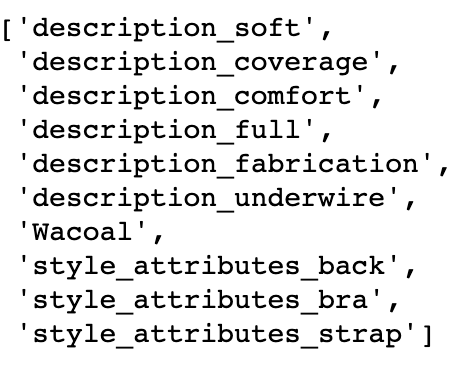 ['description_soft',
'description_coverage',
'description_comfort',
'description_full',
'description_fabrication',
'description_underwire',
'Wacoal',
'style_attributes_back',
'style_attributes_bra',
'style_attributes_strap']